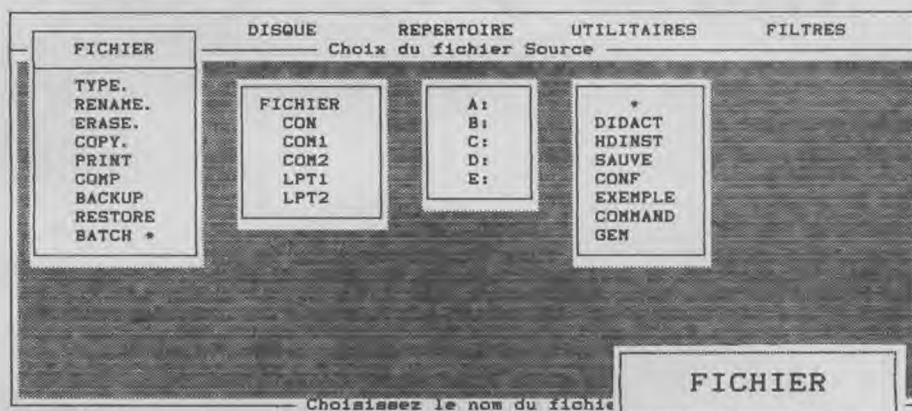 FICHIER DISQUE REPERTOIRE UTILITAIRES FILTRES
Choix du fichier Source
TYPE.
RENAME.
ERASE.
COPY.
PRINT
COMP
BACKUP
RESTORE
BATCH *
FICHIER
CON
COM1
COM2
LPT1
LPT2
A:
B:
C:
D:
E:
*
DIDACT
HDINST
SAUVE
CONF
EXEMPLE
COMMAND
GEM
FICHIER
Choisissez le nom du fichie